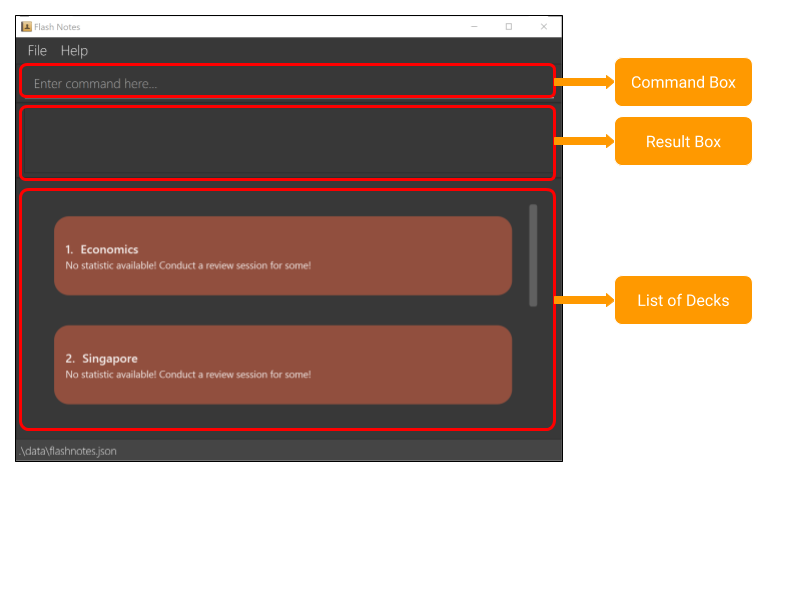 Flash Notes
File Help
Enter command here...
Command Box
Result Box
1. Economics
No statistic available! Conduct a review session for some!
List of Decks
2. Singapore
No statistic available! Conduct a review session for some!
.\data\flashnotes.json